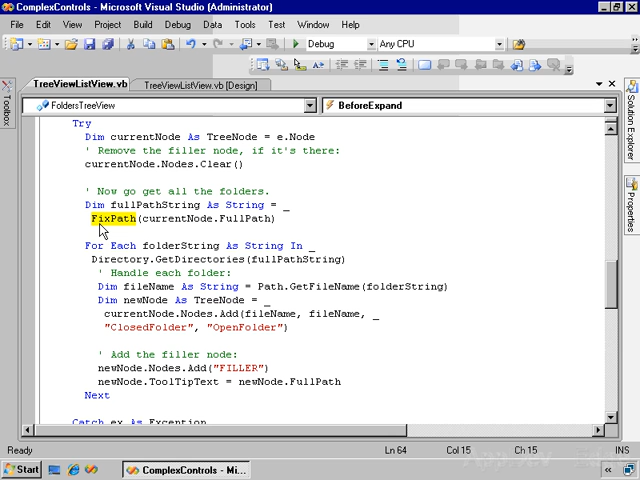 ComplexControls - Microsoft Visual Studio (Administrator)
File Edit View Project Build Debug Data Tools Test Window Help
Debug Any CPU
TreeViewListView.vb TreeViewListView.vb [Design]
Toolbox
Solution Explorer
Properties
FoldersTreeView BeforeExpand
Try
Dim currentNode As TreeNode = e.Node
' Remove the filler node, if it's there:
currentNode.Nodes.Clear()
' Now go get all the folders.
Dim fullPathString As String = _
FixPath(currentNode.FullPath)
For Each folderString As String In _
Directory.GetDirectories(fullPathString)
' Handle each folder:
Dim fileName As String = Path.GetFileName(folderString)
Dim newNode As TreeNode = _
currentNode.Nodes.Add(fileName, fileName, _
"ClosedFolder", "OpenFolder")
' Add the filler node:
newNode.Nodes.Add("FILLER")
newNode.ToolTipText = newNode.FullPath
Next
Catch ex As Exception
Ready Ln 64 Col 15 Ch 15 INS
Start ComplexControls - Mi...